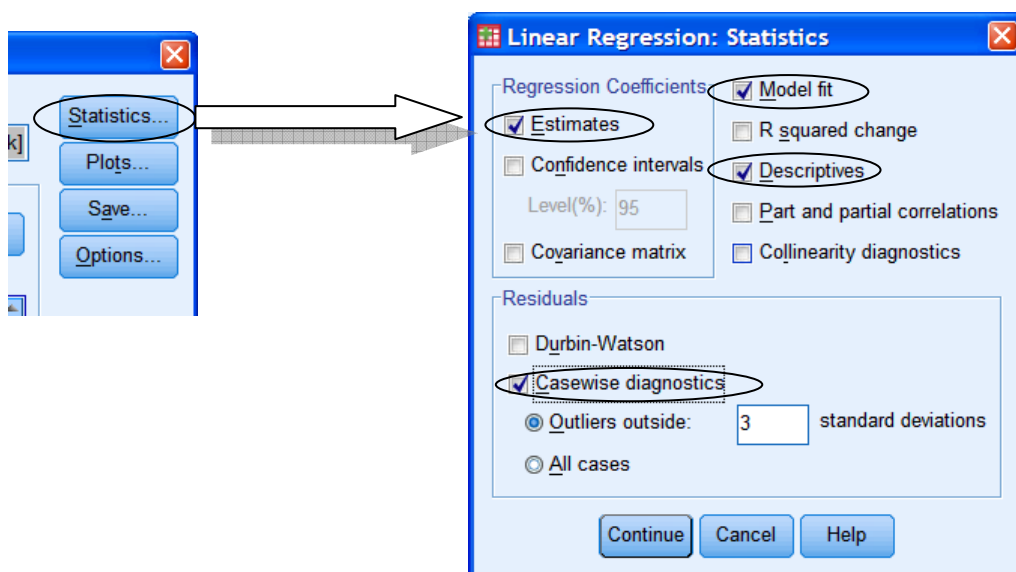 Statistics...
k]
Plots...
Save...
Options...
Linear Regression: Statistics
Regression Coefficients
Estimates
Confidence intervals
Level(%): 95
Covariance matrix
Model fit
R squared change
Descriptives
Part and partial correlations
Collinearity diagnostics
Residuals
Durbin-Watson
Casewise diagnostics
Outliers outside: 3 standard deviations
All cases
Continue Cancel Help